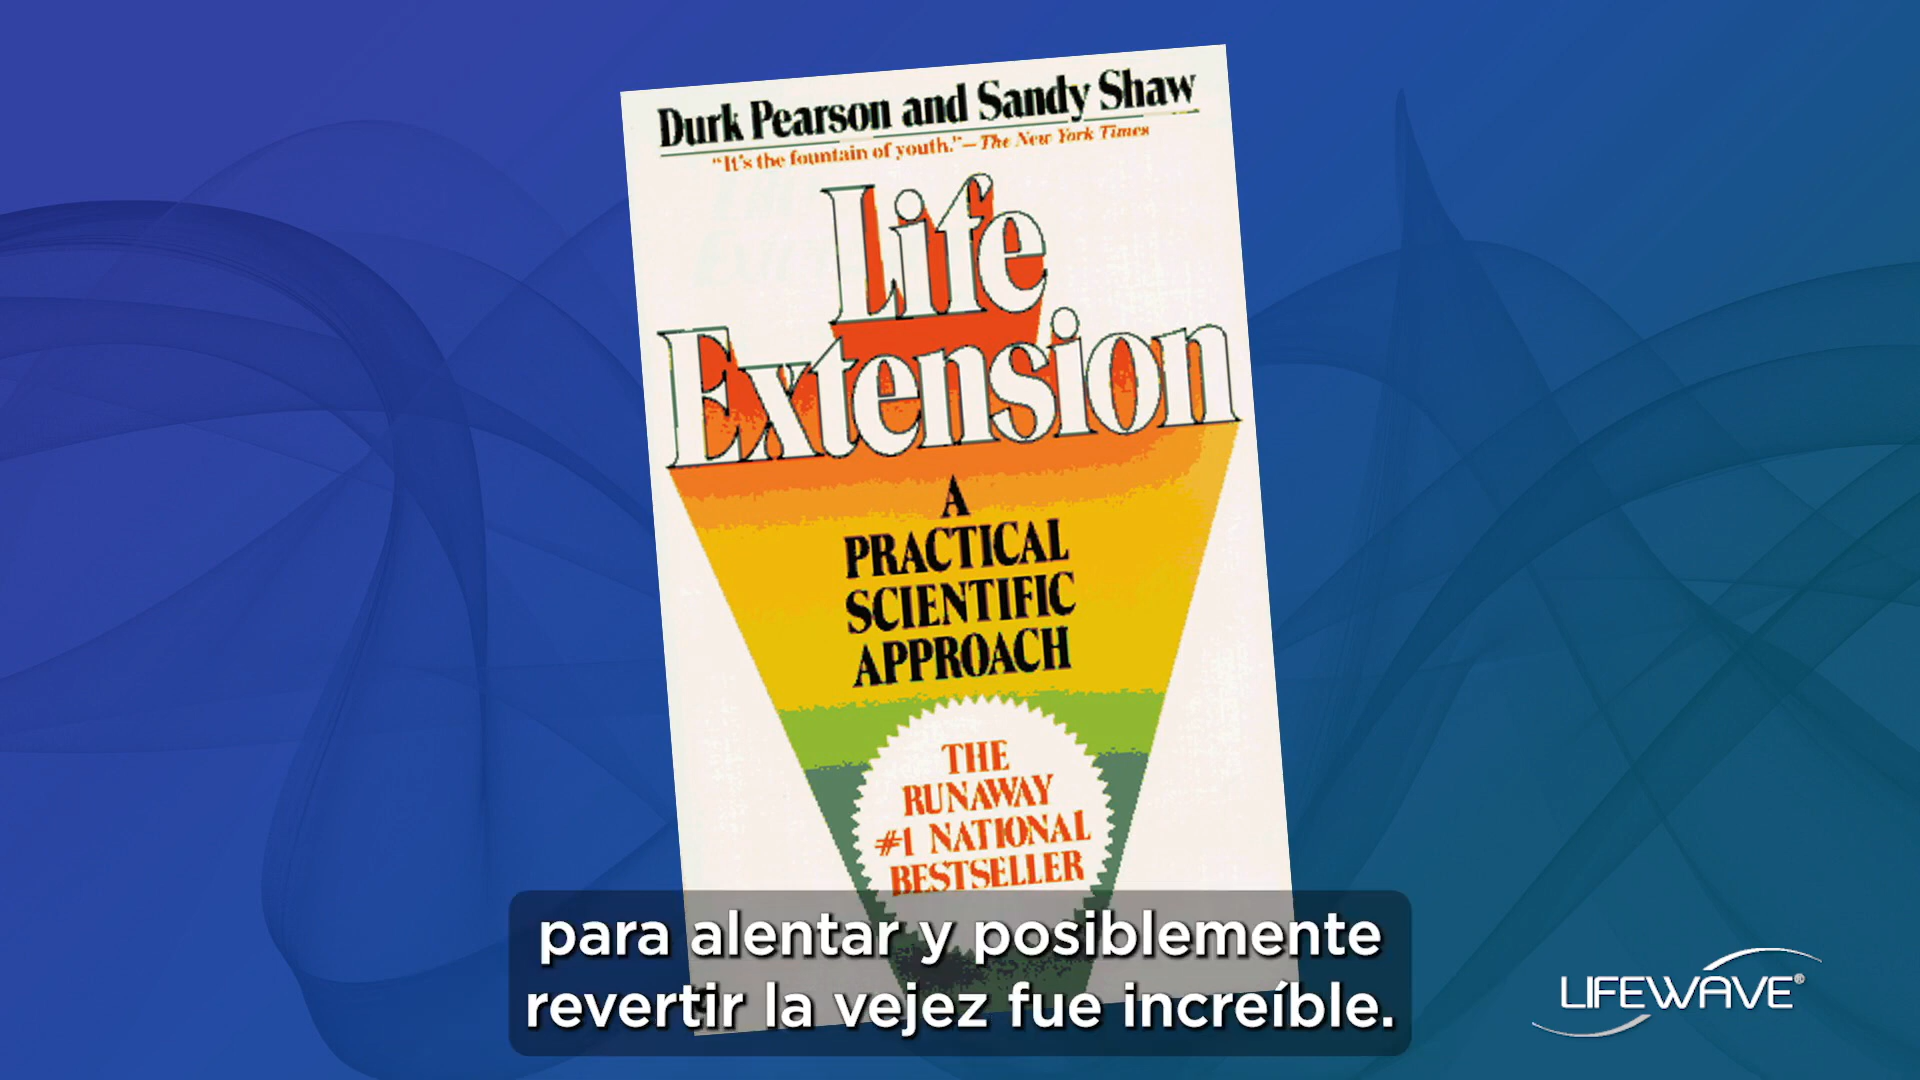 Durk Pearson and Sandy Shaw
"It's the fountain of youth."—The New York Times
Life
Extension
A
PRACTICAL
SCIENTIFIC
APPROACH
THE
RUNAWAY
#1 NATIONAL
BESTSELLER
para alentar y posiblemente
revertir la vejez fue increíble.
LIFEWAVE®